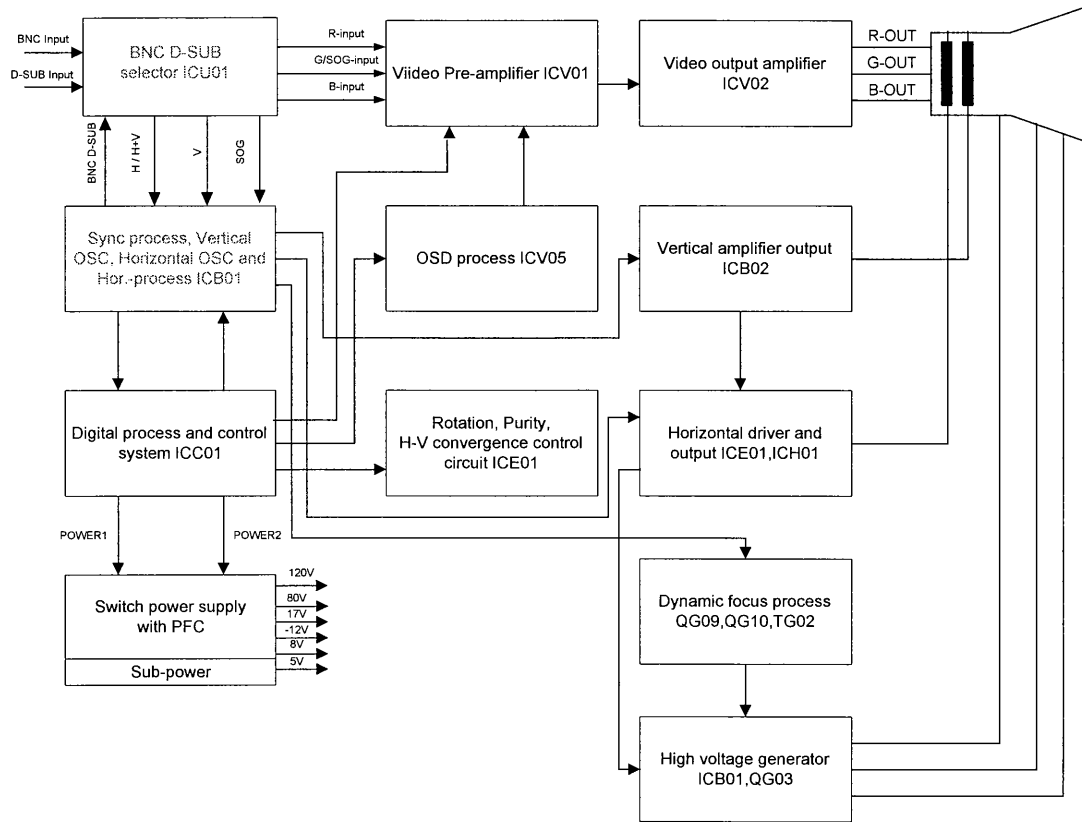 BNC Input
D-SUB Input
BNC D-SUB
selector ICU01
R-input
G/SOG-input
B-input
Viideo Pre-amplifier ICV01
Video output amplifier
ICV02
R-OUT
G-OUT
B-OUT
BNC D-SUB
H / H+V
V
SOG
Sync process, Vertical
OSC, Horizontal OSC and
Hor.-process ICB01
OSD process ICV05
Vertical amplifier output
ICB02
Digital process and control
system ICC01
Rotation, Purity,
H-V convergence control
circuit ICE01
Horizontal driver and
output ICE01,ICH01
POWER1
POWER2
Switch power supply
with PFC
Sub-power
120V
80V
17V
-12V
8V
5V
Dynamic focus process
QG09,QG10,TG02
High voltage generator
ICB01,QG03